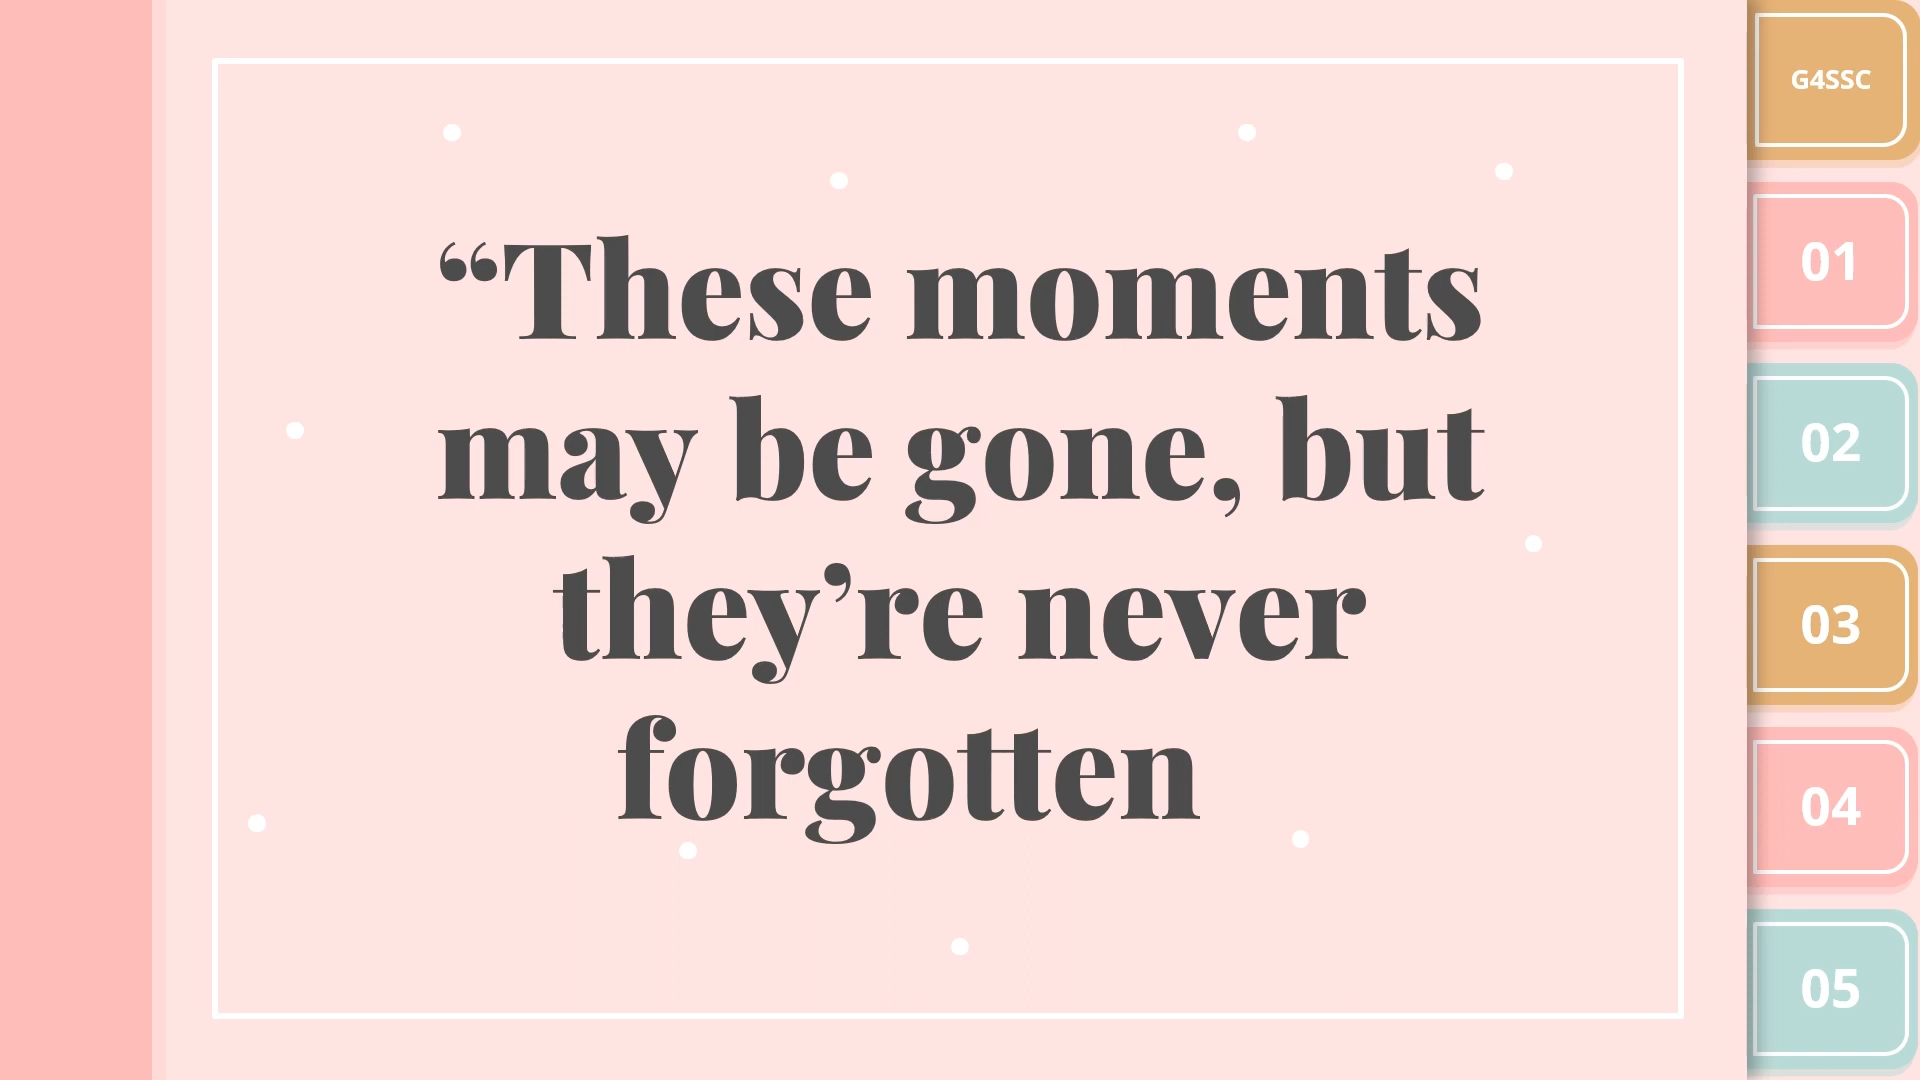 “These moments
may be gone, but
they’re never
forgotten
G4SSC
01
02
03
04
05